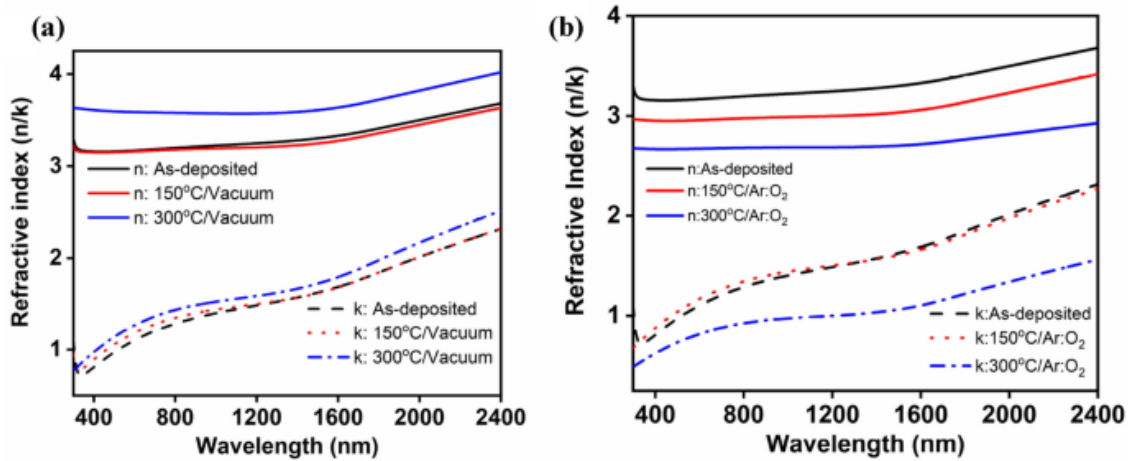 (a)
Refractive index (n/k)
4
3
2
1
n: As-deposited
n: 150°C/Vacuum
n: 300°C/Vacuum
k: As-deposited
k: 150°C/Vacuum
k: 300°C/Vacuum
400 800 1200 1600 2000 2400
Wavelength (nm)
(b)
Refractive Index (n/k)
4
3
2
1
n:As-deposited
n:150°C/Ar:O₂
n:300°C/Ar:O₂
k:As-deposited
k:150°C/Ar:O₂
k:300°C/Ar:O₂
400 800 1200 1600 2000 2400
Wavelength (nm)